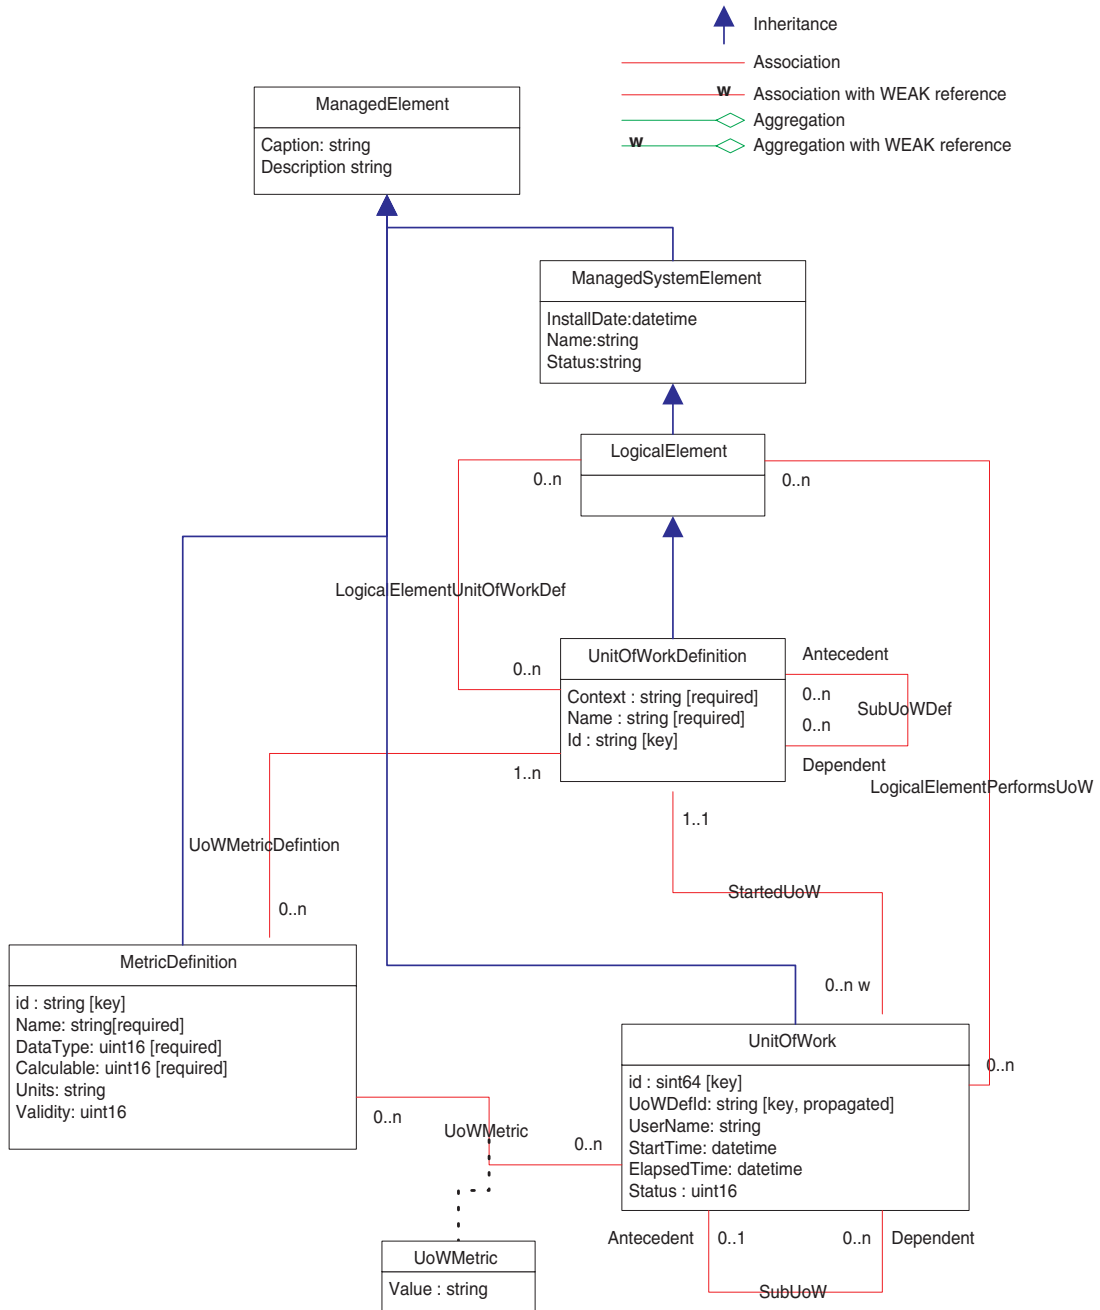 Inheritance
Association
w
Association with WEAK reference
Aggregation
w
Aggregation with WEAK reference
ManagedElement
Caption: string
Description string
ManagedSystemElement
InstallDate:datetime
Name:string
Status:string
LogicalElement
0..n
0..n
LogicalElementUnitOfWorkDef
0..n
UnitOfWorkDefinition
Context : string [required]
Name : string [required]
Id : string [key]
Antecedent
0..n
SubUoWDef
0..n
Dependent
LogicalElementPerformsUoW
1..n
1..1
UoWMetricDefintion
StartedUoW
0..n
0..n w
MetricDefinition
id : string [key]
Name: string[required]
DataType: uint16 [required]
Calculable: uint16 [required]
Units: string
Validity: uint16
UnitOfWork
0..n
id : sint64 [key]
UoWDefId: string [key, propagated]
UserName: string
StartTime: datetime
ElapsedTime: datetime
Status : uint16
0..n
UoWMetric
0..n
Antecedent
0..1
0..n
Dependent
SubUoW
UoWMetric
Value : string